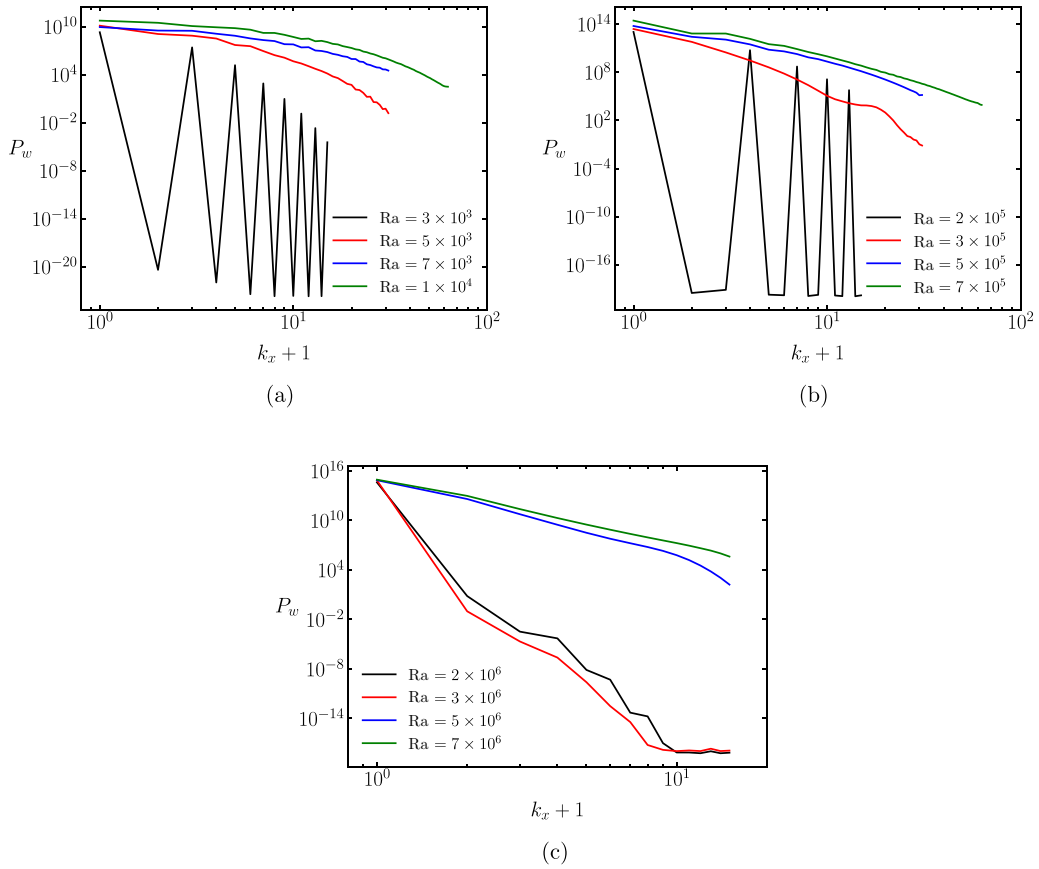 10^10
10^4
10^−2
P_w
10^−8
10^−14
10^−20
Ra = 3 × 10^3
Ra = 5 × 10^3
Ra = 7 × 10^3
Ra = 1 × 10^4
10^0
10^1
10^2
k_x + 1
(a)
10^14
10^8
10^2
P_w
10^−4
10^−10
10^−16
Ra = 2 × 10^5
Ra = 3 × 10^5
Ra = 5 × 10^5
Ra = 7 × 10^5
10^0
10^1
10^2
k_x + 1
(b)
10^16
10^10
10^4
P_w
10^−2
10^−8
10^−14
Ra = 2 × 10^6
Ra = 3 × 10^6
Ra = 5 × 10^6
Ra = 7 × 10^6
10^0
10^1
k_x + 1
(c)